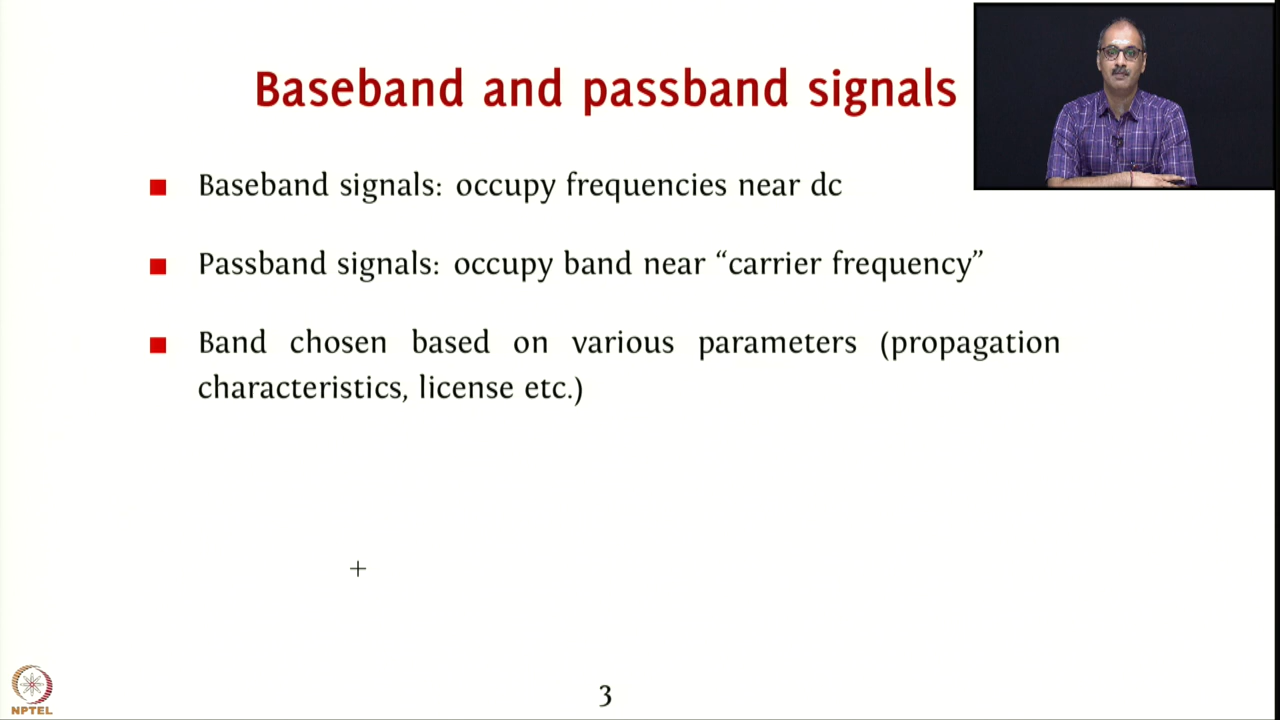 Baseband and passband signals
Baseband signals: occupy frequencies near dc
Passband signals: occupy band near “carrier frequency”
Band chosen based on various parameters (propagation
characteristics, license etc.)
NPTEL
3